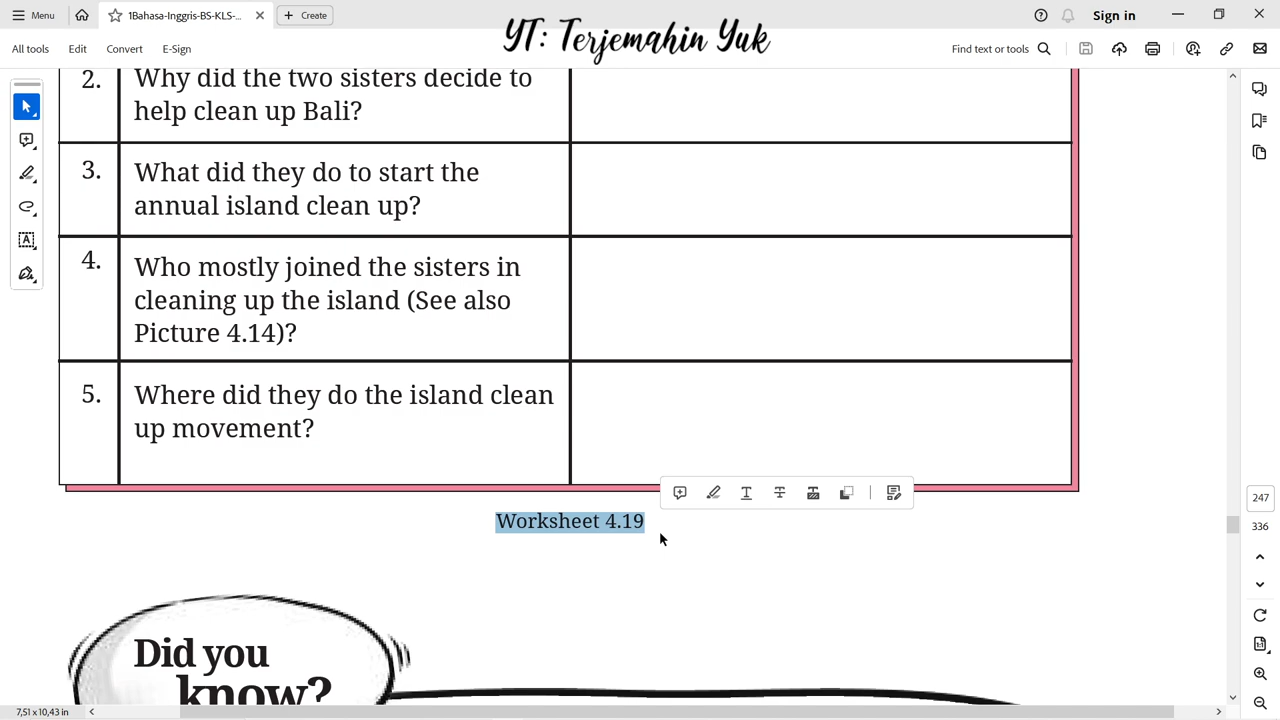 Menu
1Bahasa-Inggris-BS-KLS-...
Create
YT: Terjemahin Yuk
Sign in
All tools
Edit
Convert
E-Sign
Find text or tools
2. Why did the two sisters decide to
help clean up Bali?
3. What did they do to start the
annual island clean up?
4. Who mostly joined the sisters in
cleaning up the island (See also
Picture 4.14)?
5. Where did they do the island clean
up movement?
Worksheet 4.19
247
336
Did you
know?
7,51 x 10,43 in